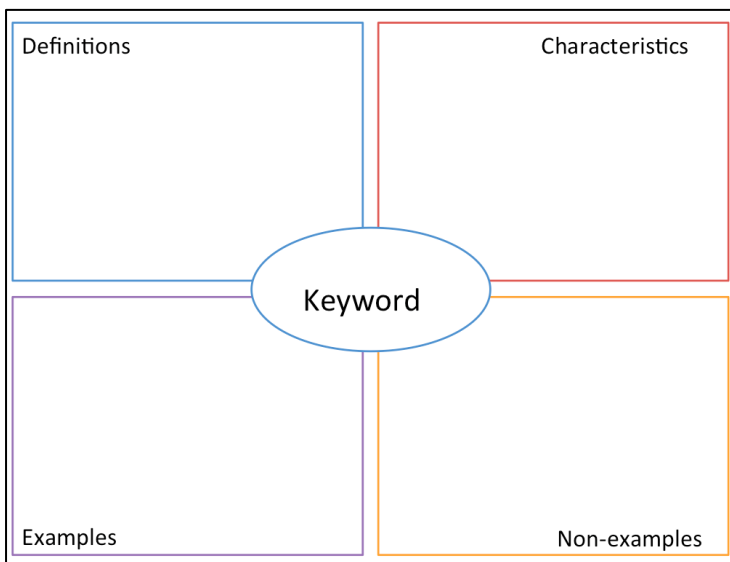 Definitions
Characteristics
Keyword
Examples
Non-examples